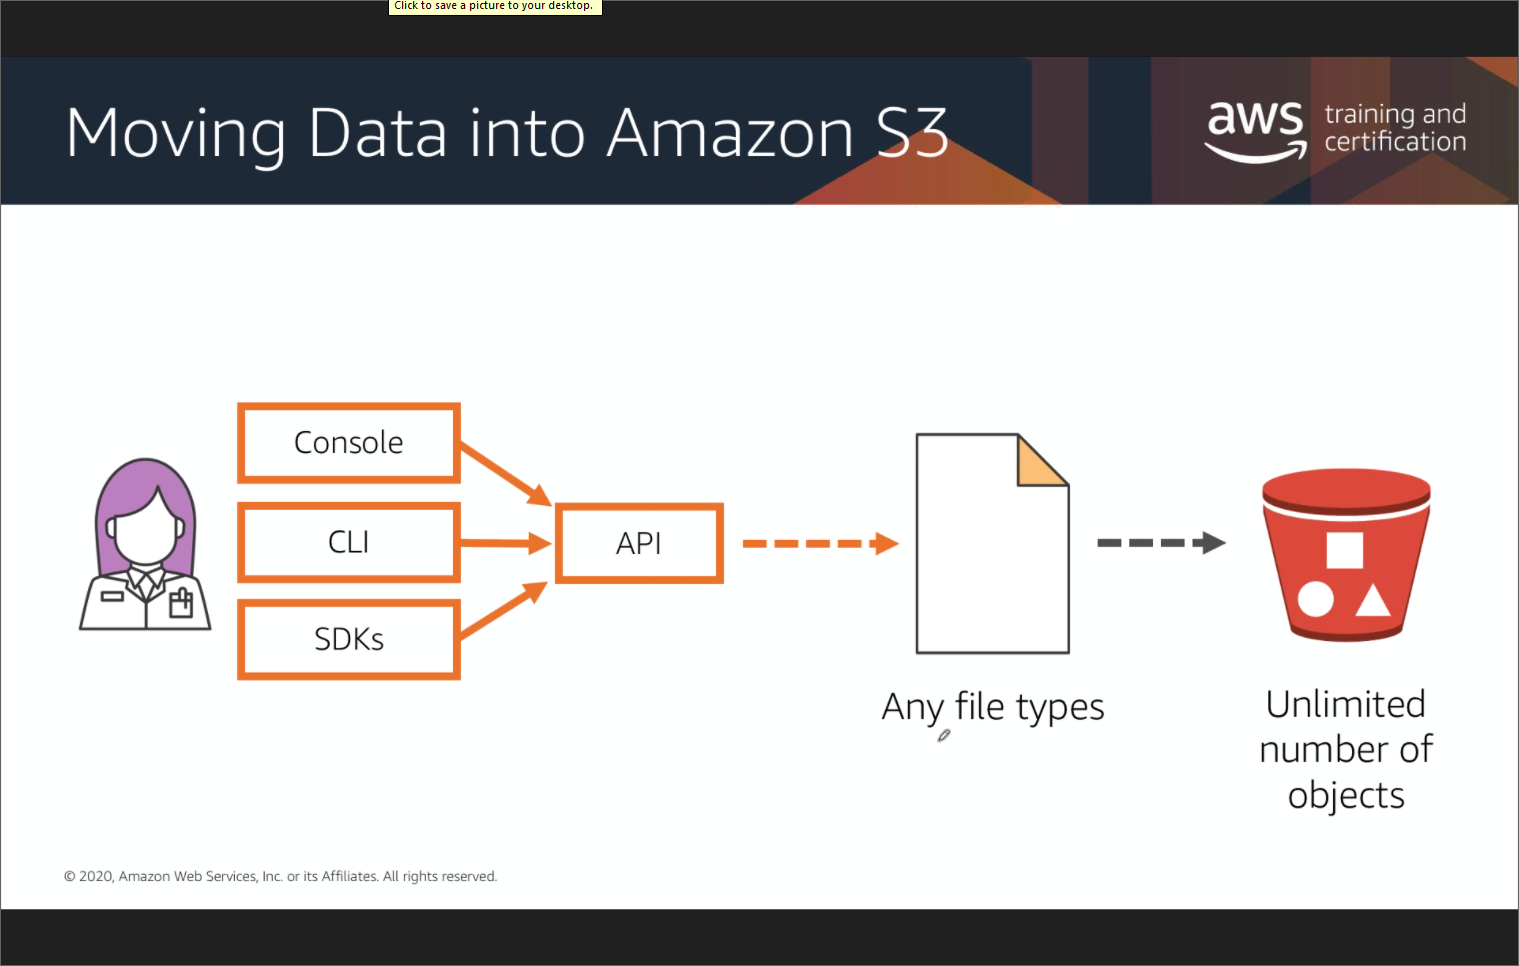 Click to save a picture to your desktop.
Moving Data into Amazon S3
aws training and
certification
Console
CLI
SDKs
API
Any file types
Unlimited
number of
objects
© 2020, Amazon Web Services, Inc. or its Affiliates. All rights reserved.